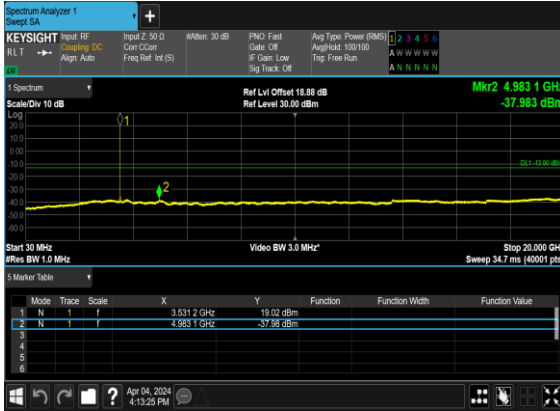 Spectrum Analyzer 1
Swept SA
+
KEYSIGHT Input: RF Input Z: 50 Ω #Atten: 30 dB PNO: Fast Avg Type: Power (RMS) 1 2 3 4 5 6
RLT Coupling: DC Corr CCorr Gate: Off Avg|Hold: 100/100 A W W W W W
Align: Auto Freq Ref: Int (S) IF Gain: Low Trig: Free Run
Sig Track: Off A N N N N N
1 Spectrum
Scale/Div 10 dB
Ref Lvl Offset 18.88 dB
Ref Level 30.00 dBm
Mkr2 4.983 1 GHz
-37.983 dBm
Log
20.0
10.0
0.00
-10.0
-20.0
-30.0
-40.0
-50.0
-60.0
1
2
DL1 -13.00 dBm
Start 30 MHz Video BW 3.0 MHz* Stop 20.000 GHz
#Res BW 1.0 MHz Sweep 34.7 ms (40001 pts)
5 Marker Table
Mode Trace Scale X Y Function Function Width Function Value
1 N 1 f 3.531 2 GHz 19.02 dBm
2 N 1 f 4.983 1 GHz -37.98 dBm
3
4
5
6
? Apr 04, 2024
4:13:25 PM